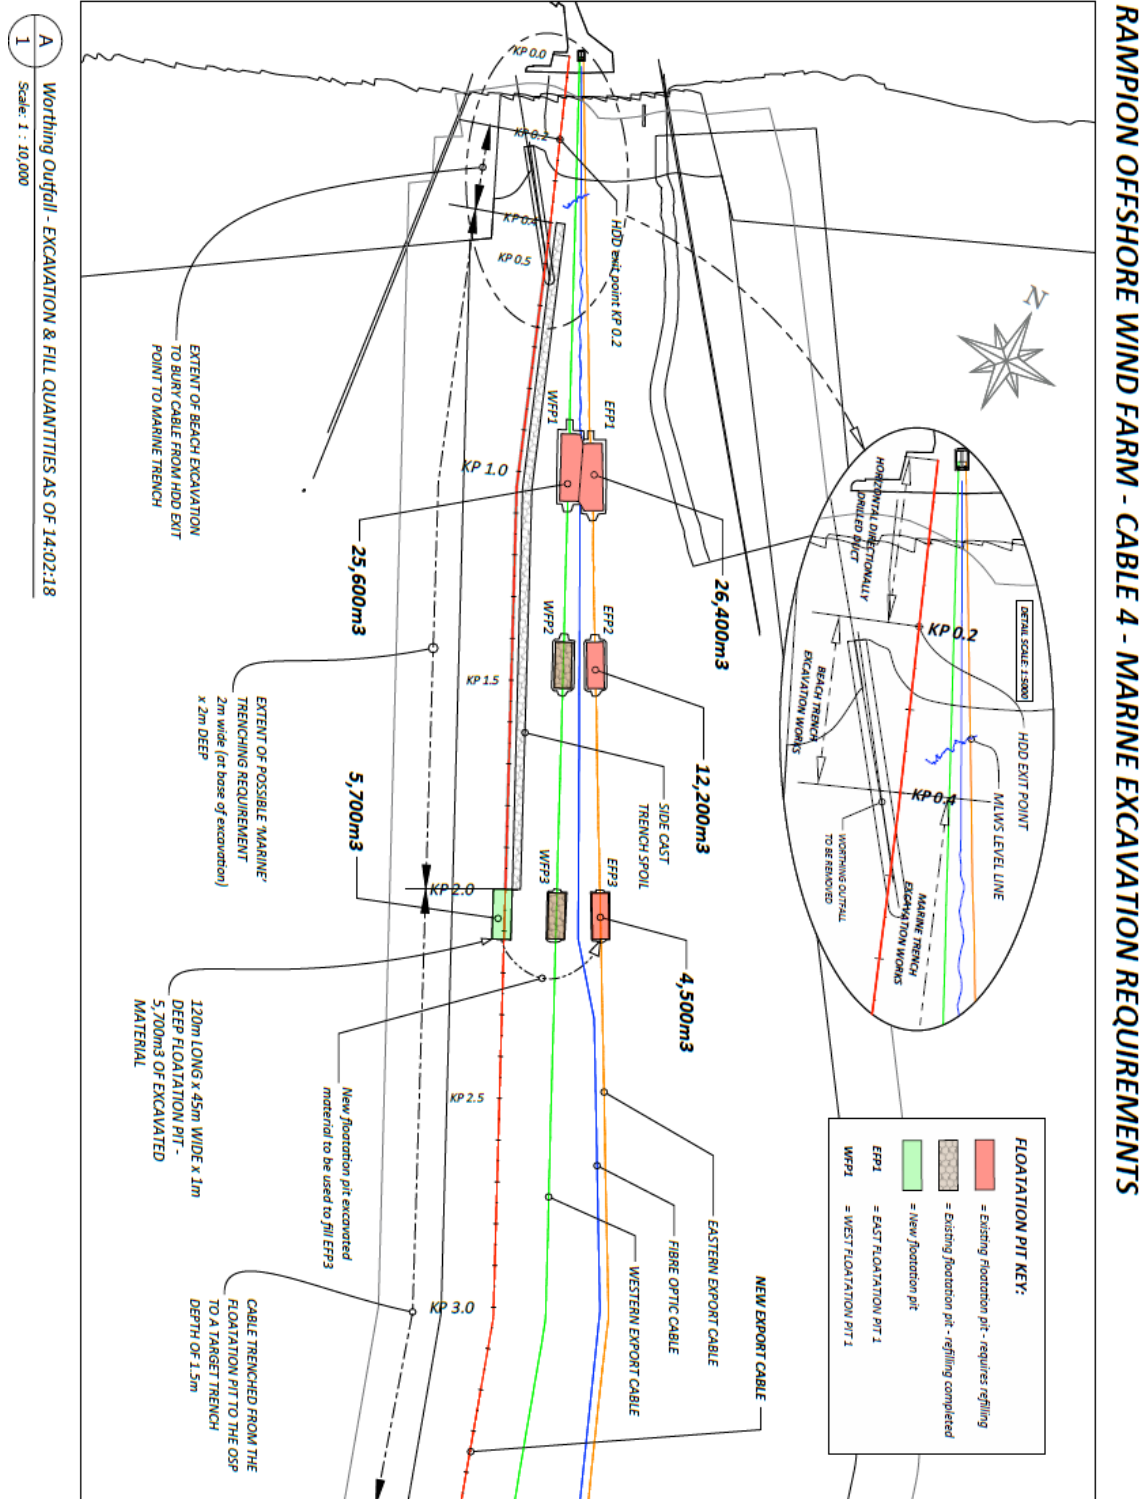 RAMPION OFFSHORE WIND FARM - CABLE 4 - MARINE EXCAVATION REQUIREMENTS
N
DETAIL SCALE: 1:5000
HORIZONTAL DIRECTIONALLY
DRILLED DUCT
KP 0.2
HDD EXIT POINT
MLWS LEVEL LINE
BEACH TRENCH
EXCAVATION WORKS
KP 0.4
WORTHING OUTFALL
TO BE REMOVED
MARINE TRENCH
EXCAVATION WORKS
FLOATATION PIT KEY:
= Existing Floatation pit - requires refilling
= Existing floatation pit - refilling completed
= New floatation pit
EFP1 = EAST FLOATATION PIT 1
WFP1 = WEST FLOATATION PIT 1
KP 0.0
KP 0.2
KP 0.4
KP 0.5
HDD exit point KP 0.2
KP 1.0
KP 1.5
KP 2.0
KP 2.5
KP 3.0
EFP1
WFP1
EFP2
WFP2
EFP3
WFP3
26,400m3
12,200m3
4,500m3
25,600m3
5,700m3
SIDE CAST
TRENCH SPOIL
EASTERN EXPORT CABLE
FIBRE OPTIC CABLE
WESTERN EXPORT CABLE
NEW EXPORT CABLE
EXTENT OF BEACH EXCAVATION
TO BURY CABLE FROM HDD EXIT
POINT TO MARINE TRENCH
EXTENT OF POSSIBLE 'MARINE'
TRENCHING REQUIREMENT
2m wide (at base of excavation)
x 2m DEEP
New floatation pit excavated
material to be used to fill EFP3
120m LONG x 45m WIDE x 1m
DEEP FLOATATION PIT -
5,700m3 OF EXCAVATED
MATERIAL
CABLE TRENCHED FROM THE
FLOATATION PIT TO THE OSP
TO A TARGET TRENCH
DEPTH OF 1.5m
A
1
Worthing Outfall - EXCAVATION & FILL QUANTITIES AS OF 14:02:18
Scale: 1 : 10,000